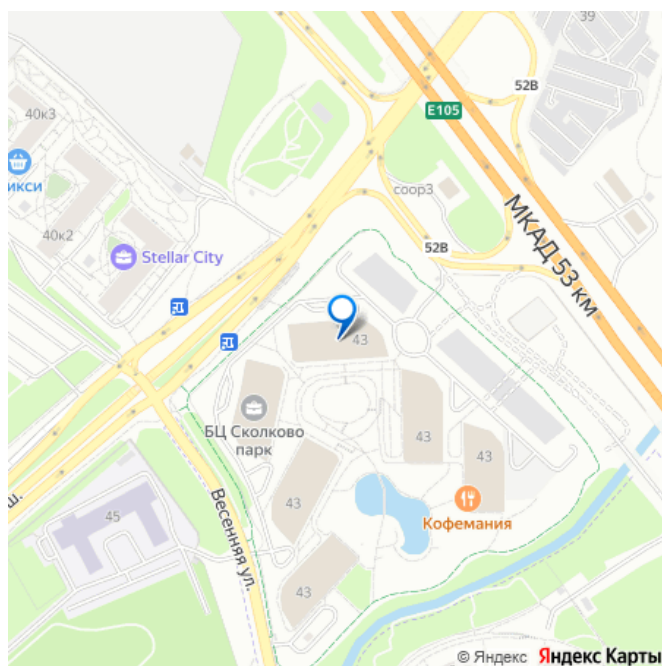 39
52В
E105
40к3
икси
соор3
40к2
Stellar City
52В
МКАД 53 км
43
БЦ Сколково
парк
43
43
43
Кофемания
ш.
45
Весенняя ул.
43
© Яндекс Яндекс Карты